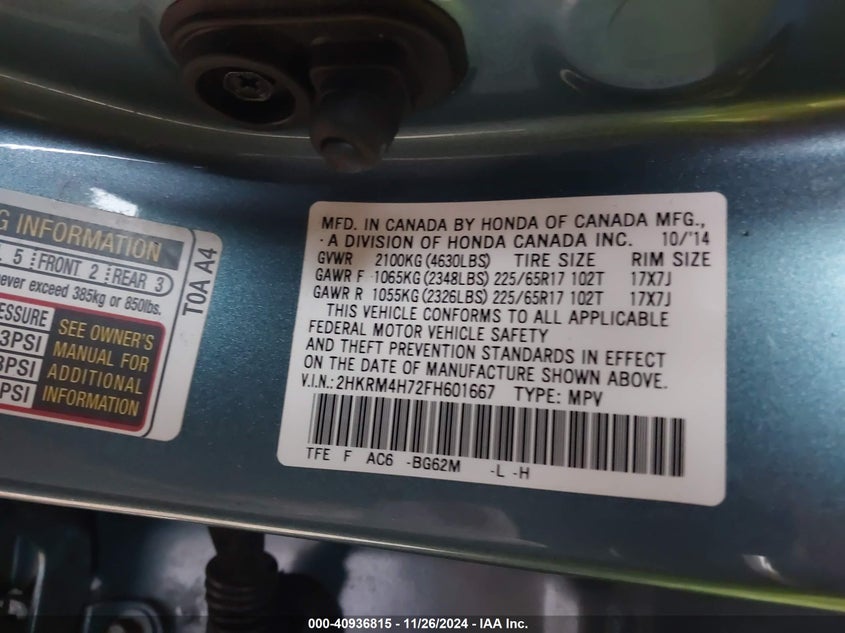 G INFORMATION
L 5 FRONT 2 REAR 3
never exceed 385kg or 850lbs.
PRESSURE
3PSI
3PSI
PSI
SEE OWNER'S
MANUAL FOR
ADDITIONAL
INFORMATION
T0A A4
MFD. IN CANADA BY HONDA OF CANADA MFG.,
A DIVISION OF HONDA CANADA INC. 10/'14
GVWR 2100KG (4630LBS) TIRE SIZE RIM SIZE
GAWR F 1065KG (2348LBS) 225/65R17 102T 17X7J
GAWR R 1055KG (2326LBS) 225/65R17 102T 17X7J
THIS VEHICLE CONFORMS TO ALL APPLICABLE
FEDERAL MOTOR VEHICLE SAFETY
AND THEFT PREVENTION STANDARDS IN EFFECT
ON THE DATE OF MANUFACTURE SHOWN ABOVE.
V.I.N.: 2HKRM4H72FH601667 TYPE: MPV
TFE F AC6 -BG62M -L -H
000-40936815 - 11/26/2024 - IAA Inc.